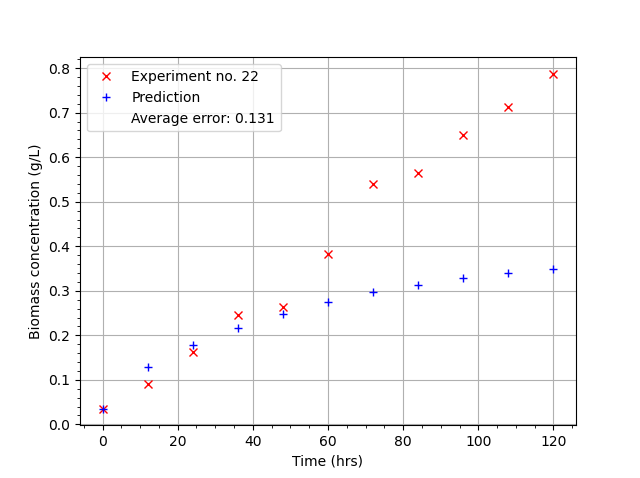 Experiment no. 22
Prediction
Average error: 0.131
Biomass concentration (g/L)
0.8
0.7
0.6
0.5
0.4
0.3
0.2
0.1
0.0
0 20 40 60 80 100 120
Time (hrs)